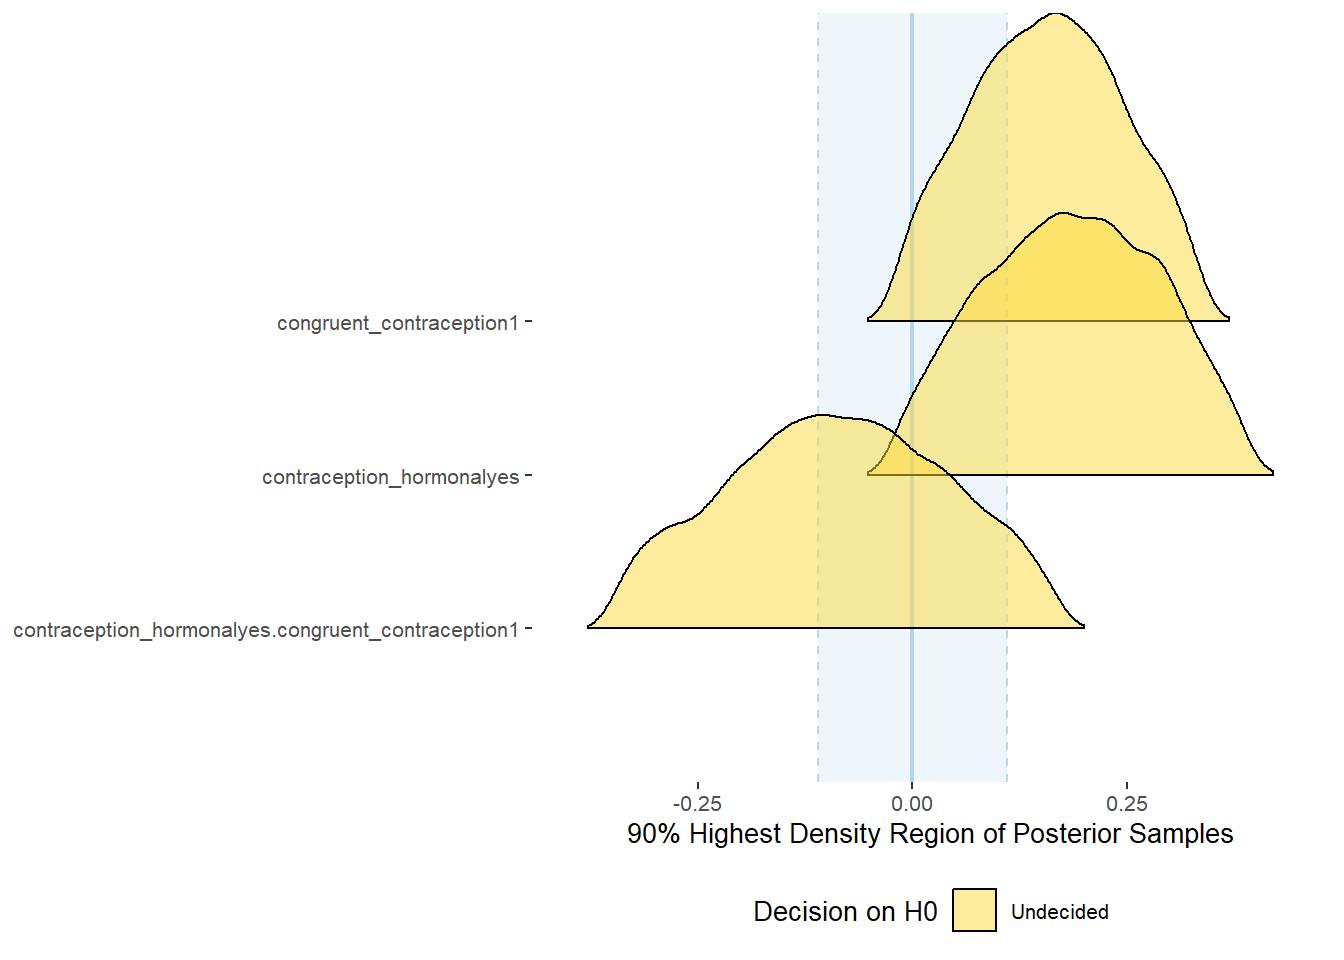 congruent_contraception1
contraception_hormonalyes
contraception_hormonalyes.congruent_contraception1
-0.25 0.00 0.25
90% Highest Density Region of Posterior Samples
Decision on H0 Undecided